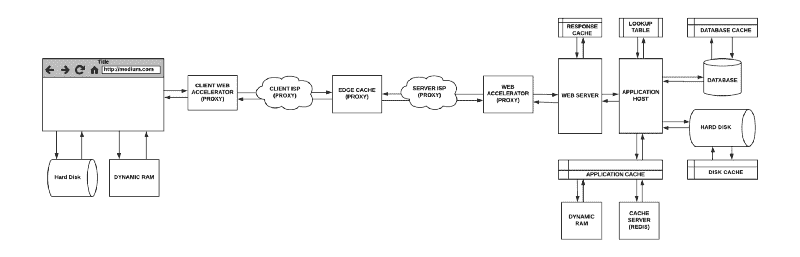 Title
http://mediurs.com
Hard Disk
DYNAMIC RAM
CLIENT WEB
ACCELERATOR
(PROXY)
CLIENT ISP
(PROXY)
EDGE CACHE
(PROXY)
SERVER ISP
(PROXY)
WEB
ACCELERATOR
(PROXY)
RESPONSE
CACHE
WEB SERVER
LOOKUP
TABLE
APPLICATION
HOST
DATABASE CACHE
DATABASE
HARD DISK
DISK CACHE
APPLICATION CACHE
DYNAMIC
RAM
CACHE
SERVER
(REDIS)